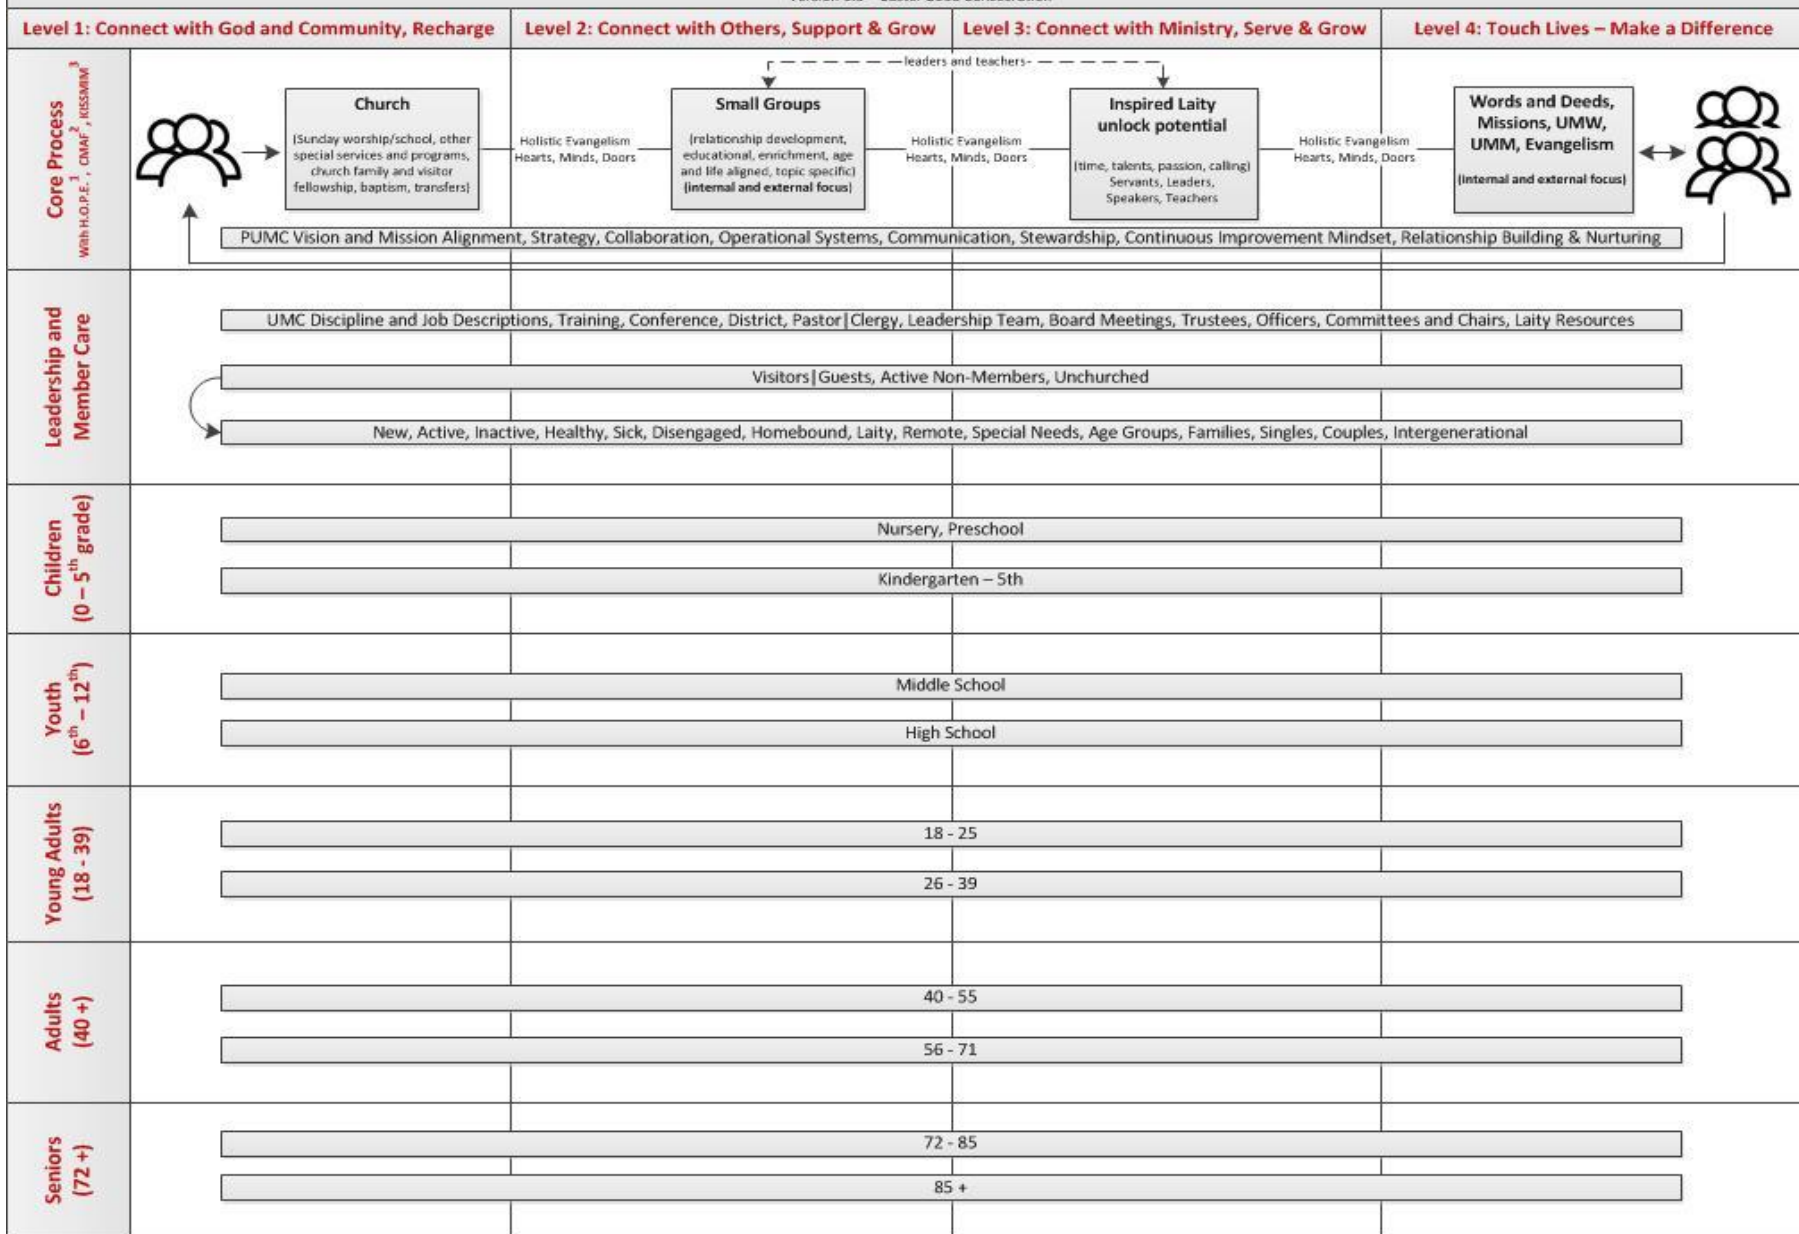 Level 1: Connect with God and Community, Recharge
Level 2: Connect with Others, Support & Grow
Level 3: Connect with Ministry, Serve & Grow
Level 4: Touch Lives – Make a Difference
Core Process
With H.O.P.E.¹, CMAF², KISSMIM³
leaders and teachers
Church
(Sunday worship/school, other
special services and programs,
church family and visitor
fellowship, baptism, transfers)
Holistic Evangelism
Hearts, Minds, Doors
Small Groups
(relationship development,
educational, enrichment, age
and life aligned, topic specific)
(internal and external focus)
Holistic Evangelism
Hearts, Minds, Doors
Inspired Laity
unlock potential
(time, talents, passion, calling)
Servants, Leaders,
Speakers, Teachers
Holistic Evangelism
Hearts, Minds, Doors
Words and Deeds,
Missions, UMW,
UMM, Evangelism
(internal and external focus)
PUMC Vision and Mission Alignment, Strategy, Collaboration, Operational Systems, Communication, Stewardship, Continuous Improvement Mindset, Relationship Building & Nurturing
Leadership and
Member Care
UMC Discipline and Job Descriptions, Training, Conference, District, Pastor|Clergy, Leadership Team, Board Meetings, Trustees, Officers, Committees and Chairs, Laity Resources
Visitors|Guests, Active Non-Members, Unchurched
New, Active, Inactive, Healthy, Sick, Disengaged, Homebound, Laity, Remote, Special Needs, Age Groups, Families, Singles, Couples, Intergenerational
Children
(0 – 5th grade)
Nursery, Preschool
Kindergarten – 5th
Youth
(6th – 12th)
Middle School
High School
Young Adults
(18 - 39)
18 - 25
26 - 39
Adults
(40 +)
40 - 55
56 - 71
Seniors
(72 +)
72 - 85
85 +